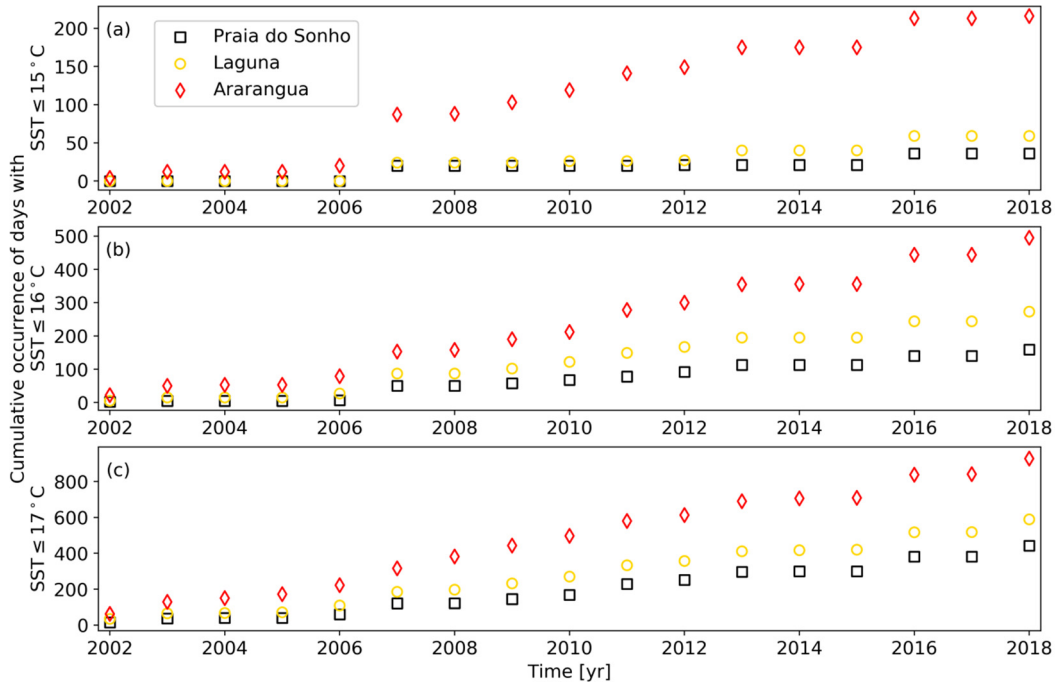 Cumulative occurrence of days with
(a)
Praia do Sonho
Laguna
Ararangua
SST ≤ 15°C
200
150
100
50
0
2002 2004 2006 2008 2010 2012 2014 2016 2018
(b)
SST ≤ 16°C
500
400
300
200
100
0
2002 2004 2006 2008 2010 2012 2014 2016 2018
(c)
SST ≤ 17°C
800
600
400
200
0
2002 2004 2006 2008 2010 2012 2014 2016 2018
Time [yr]